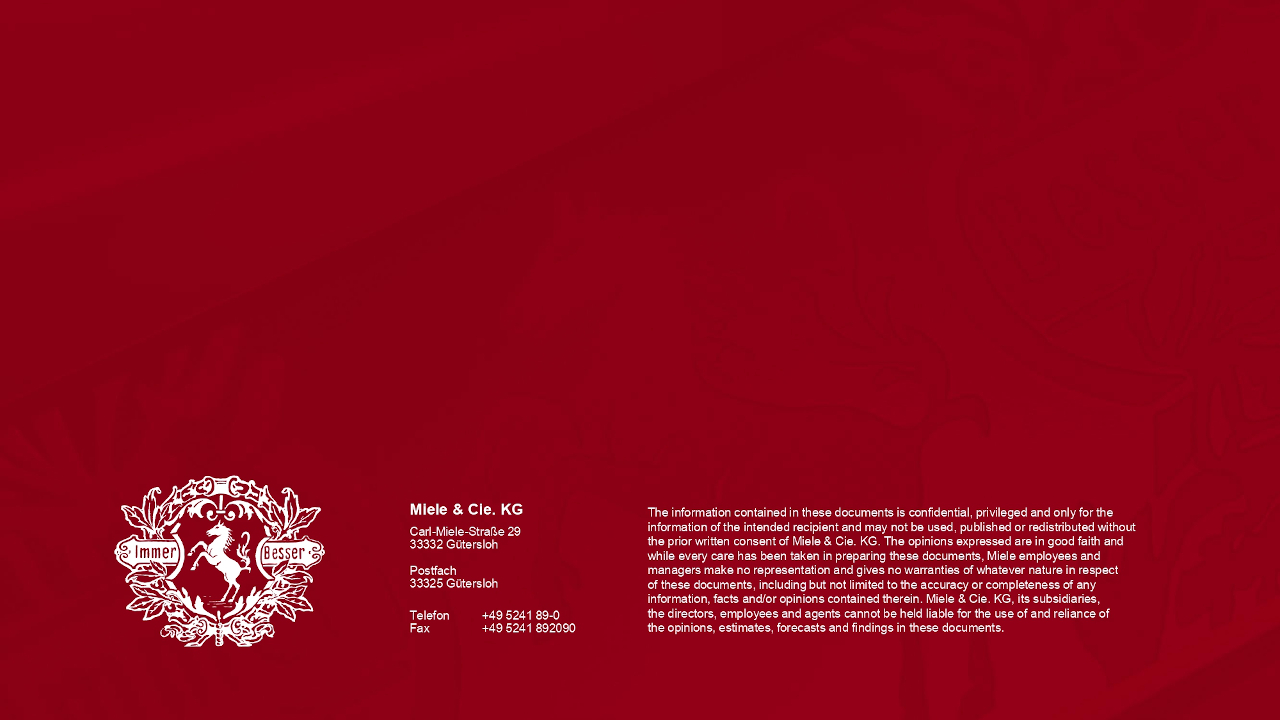 Immer
Besser
Miele & Cie. KG
Carl-Miele-Straße 29
33332 Gütersloh
Postfach
33325 Gütersloh
Telefon +49 5241 89-0
Fax +49 5241 892090
The information contained in these documents is confidential, privileged and only for the
information of the intended recipient and may not be used, published or redistributed without
the prior written consent of Miele & Cie. KG. The opinions expressed are in good faith and
while every care has been taken in preparing these documents, Miele employees and
managers make no representation and gives no warranties of whatever nature in respect
of these documents, including but not limited to the accuracy or completeness of any
information, facts and/or opinions contained therein. Miele & Cie. KG, its subsidiaries,
the directors, employees and agents cannot be held liable for the use of and reliance of
the opinions, estimates, forecasts and findings in these documents.